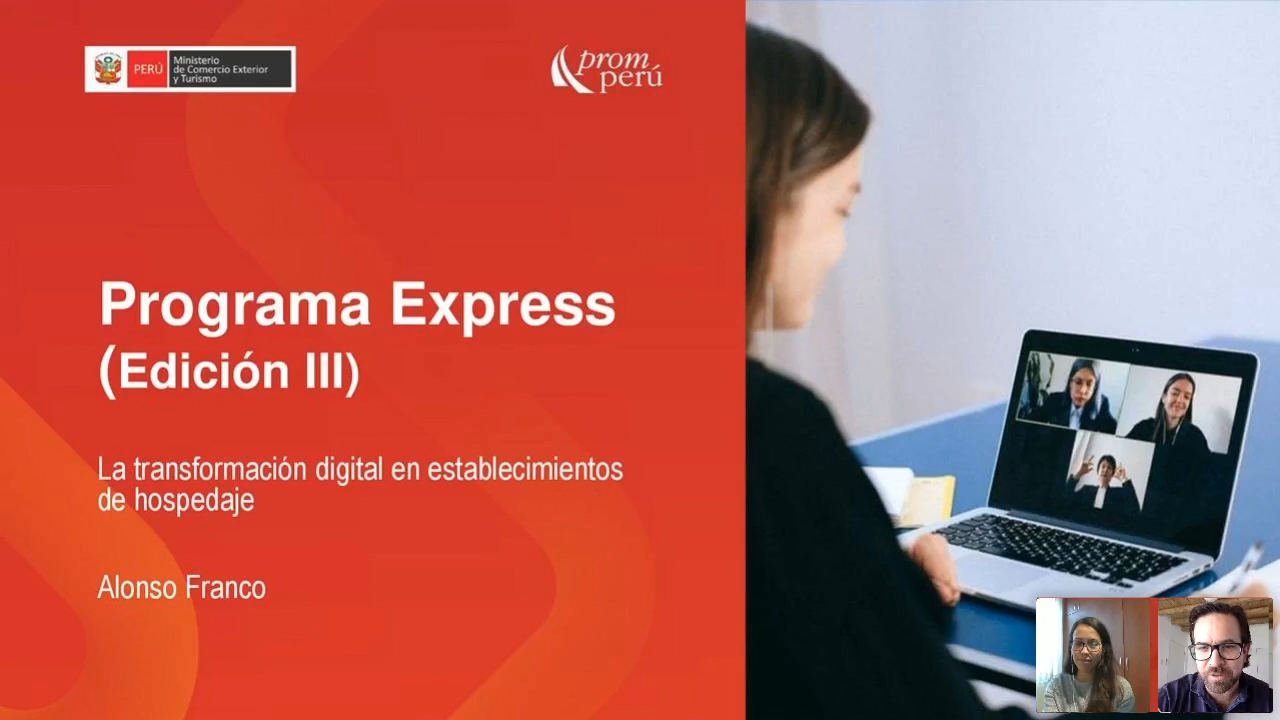 PERÚ
Ministerio
de Comercio Exterior
y Turismo
prom
perú
Programa Express
(Edición III)
La transformación digital en establecimientos
de hospedaje
Alonso Franco